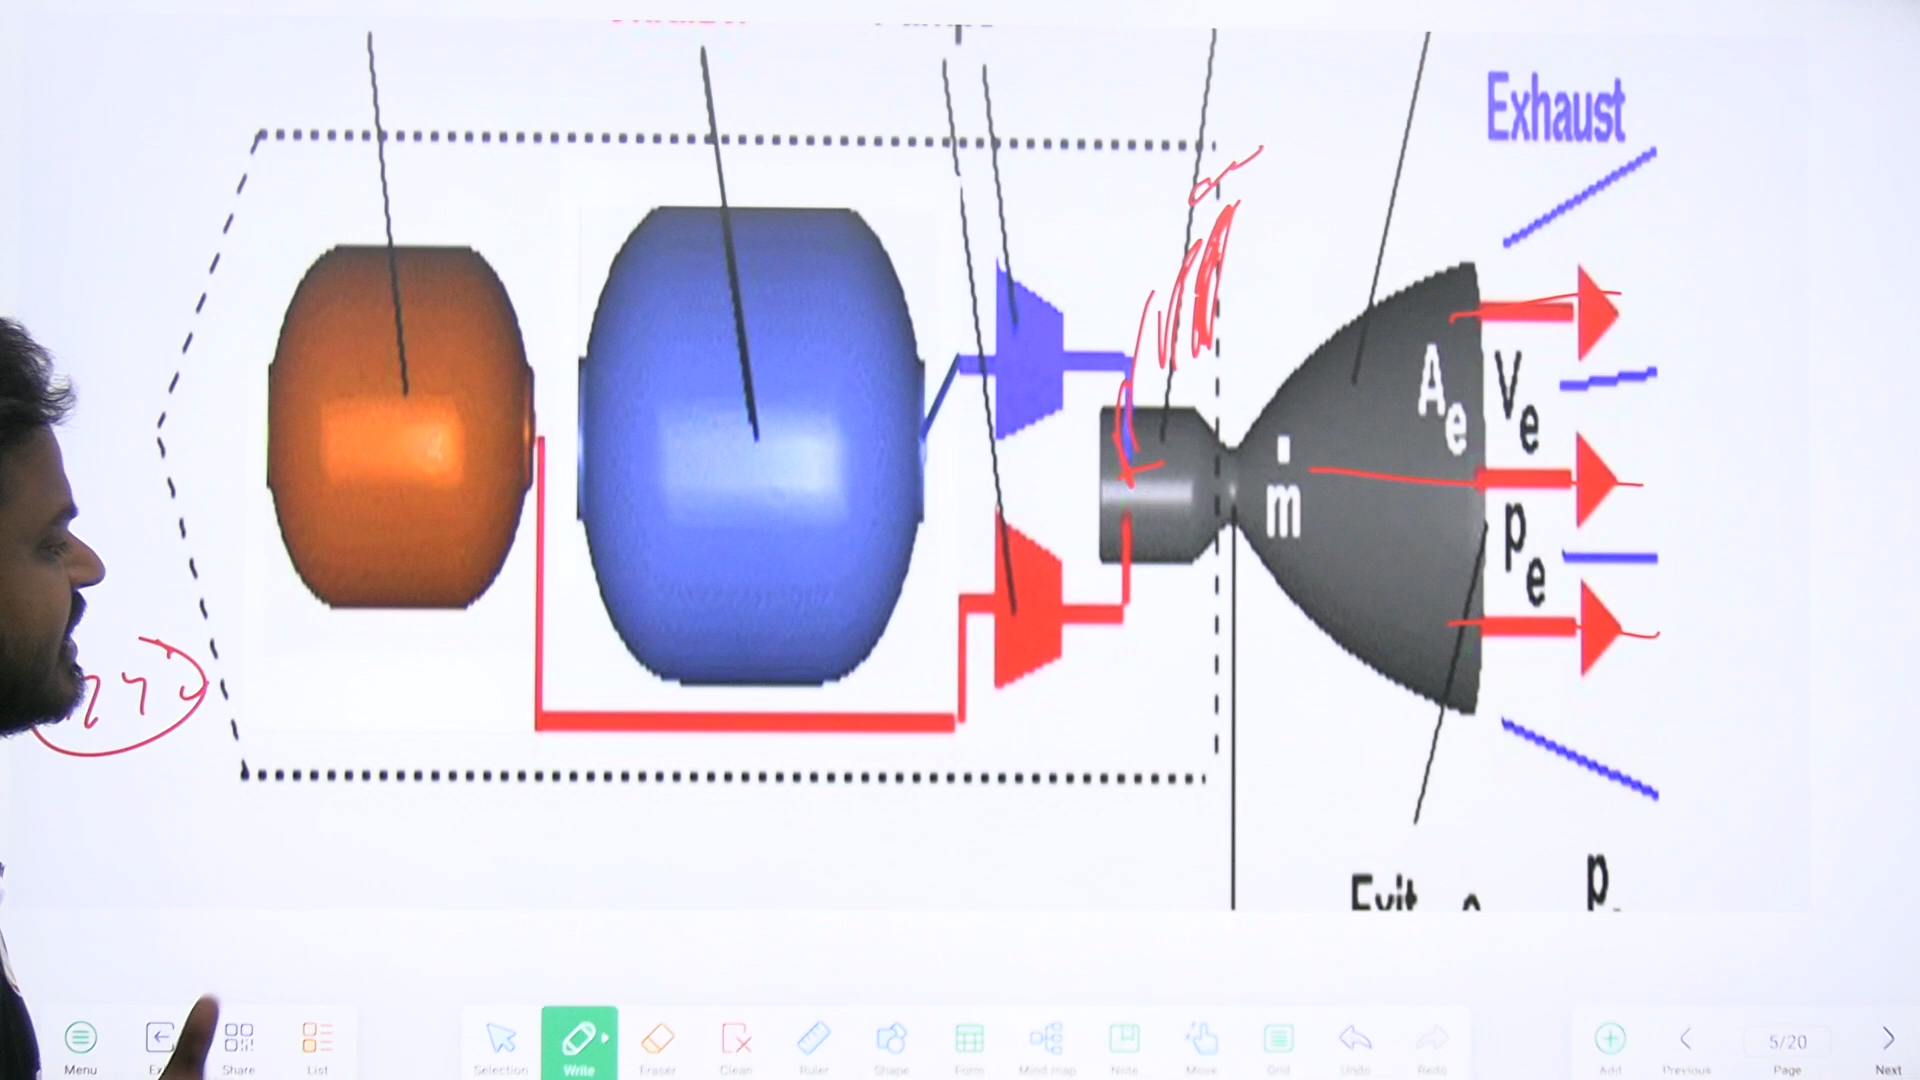 Exhaust
Ae
Ve
m
pe
Exit
p
Menu
Share
List
Selection
Write
Eraser
Clean
Ruler
Shape
Form
Mind map
Note
Move
Grid
Undo
Redo
Add
Previous
5/20
Page
Next